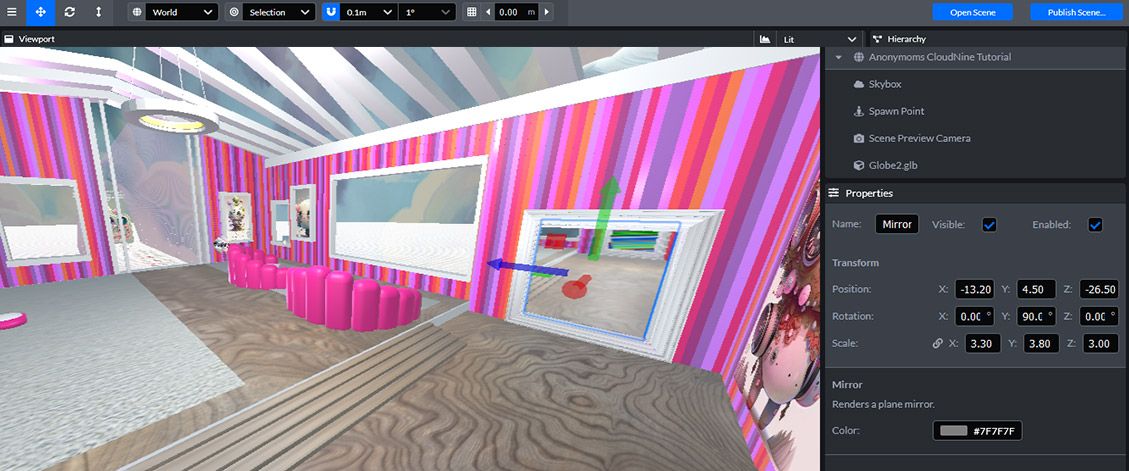 World
Selection
0.1m
1°
0.00 m
Open Scene
Publish Scene...
Viewport
Lit
Hierarchy
Anonymoms CloudNine Tutorial
Skybox
Spawn Point
Scene Preview Camera
Globe2.glb
Properties
Name: Mirror Visible: Enabled:
Transform
Position: X: -13.20 Y: 4.50 Z: -26.50
Rotation: X: 0.00 ° Y: 90.0 ° Z: 0.00 °
Scale: X: 3.30 Y: 3.80 Z: 3.00
Mirror
Renders a plane mirror.
Color: #7F7F7F